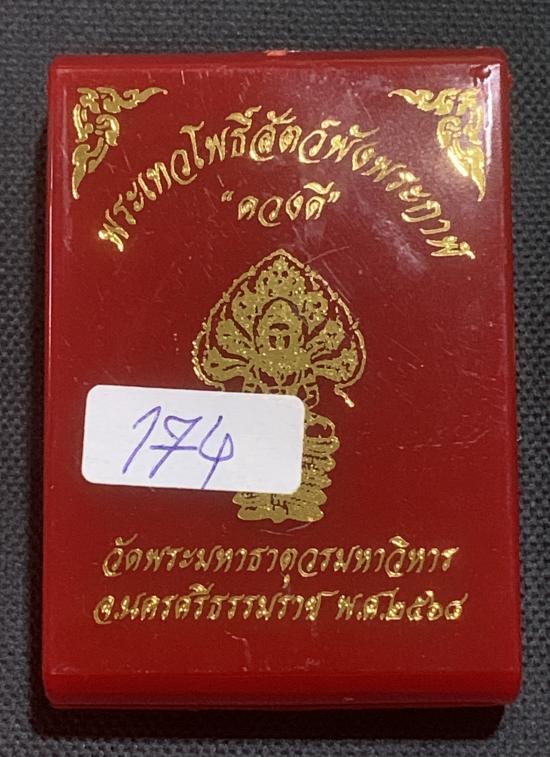 พระเทวโพธิ์สัตว์พังพระกาฬ
"ดวงดี"
174
วัดพระมหาธาตุวรมหาวิหาร
จ.นครศรีธรรมราช พ.ศ.๒๕๖๘